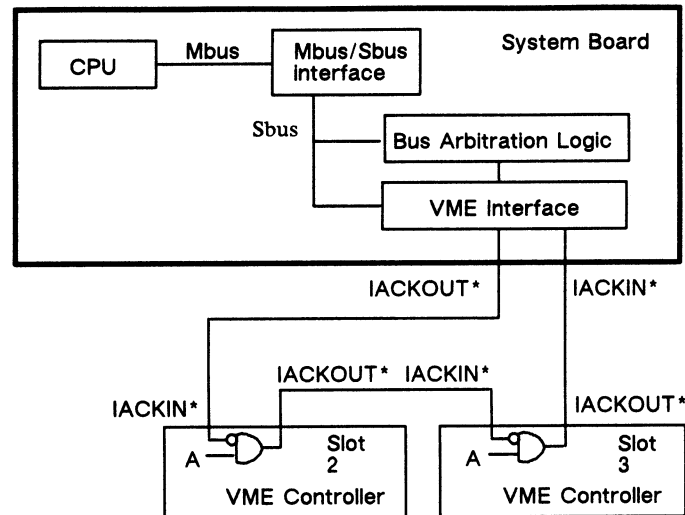 System Board
CPU
Mbus
Mbus/Sbus
interface
Sbus
Bus Arbitration Logic
VME Interface
IACKOUT*
IACKIN*
IACKOUT*
IACKIN*
IACKIN*
IACKOUT*
A
Slot
2
VME Controller
A
Slot
3
VME Controller